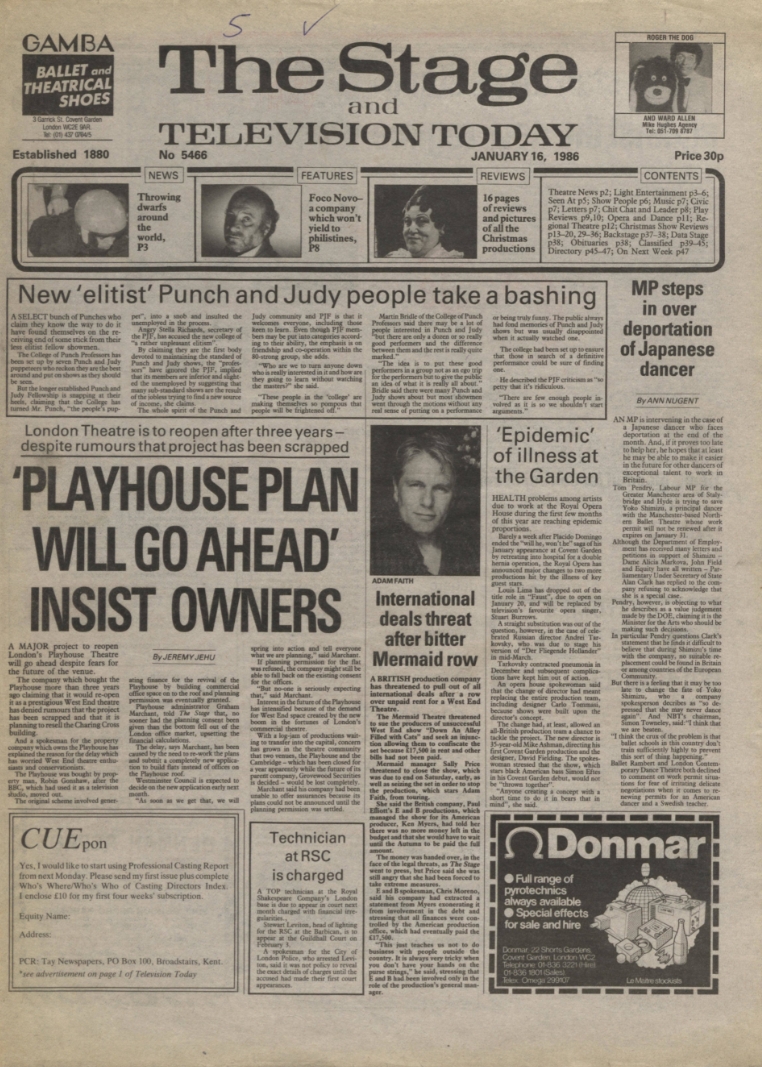 5 V
GAMBA
BALLET and
THEATRICAL
SHOES
3 Garrick St. Covent Garden
London WC2E 9AR.
The Stage
and
TELEVISION TODAY
ROGER THE DOG
AND WARD ALLEN
Mike Hughes Agency
Established 1880
No 5466
JANUARY 16, 1986
Price 30p
NEWS
Throwing
dwarfs
around
the
world,
P3
FEATURES
Foco Novo–
a company
which won't
yield to
philistines,
P8
REVIEWS
16 pages
of reviews
and pictures
of all the
Christmas
productions
CONTENTS
Theatre News p2; Light Entertainment p3–6;
Seen At p5; Show People p6; Music p7; Civic
p7; Letters p7; Chit Chat and Leader p8; Play
Reviews p9,10; Opera and Dance p11; Re-
gional Theatre p12; Christmas Show Reviews
p13–20, 29–36; Backstage p37–38; Data Stage
p38; Obituaries p38; Classified p39–45;
Directory p45–47; On Next Week p47
New 'elitist' Punch and Judy people take a bashing
A SELECT bunch of Punches who
claim they know the way to do it
have found themselves on the re-
ceiving end of some stick from their
less elitist fellow showmen.
The College of Punch Professors has
been set up by seven Punch and Judy
puppeteers who reckon they are the best
around and put on shows as they should
be seen.
But the longer established Punch and
Judy Fellowship is snapping at their
heels, claiming that the College has
turned Mr. Punch, "the people's pup-
pet", into a snob and insulted the
unemployed in the process.
Angry Stella Richards, secretary of
the PJF, has accused the new college of
"a rather unpleasant elitism".
By claiming they are the first body
devoted to maintaining the standard of
Punch and Judy shows, the "profes-
sors" have ignored the PJF, implied
that its members are inferior and slight-
ed the unemployed by suggesting that
many sub-standard shows are the result
of the jobless trying to find a new source
of income, she claims.
The whole spirit of the Punch and
Judy community and PJF is that it
welcomes everyone, including those
keen to learn. Even though PJF mem-
bers may be put into categories accord-
ing to their ability, the emphasis is on
friendship and co-operation within the
80-strong group, she adds.
"Who are we to turn anyone down
who is really interested in it and how are
they going to learn without watching
the masters?" she said.
"These people in the 'college' are
making themselves so pompous that
people will be frightened off."
Martin Bridle of the College of Punch
Professors said there may be a lot of
people interested in Punch and Judy
"but there are only a dozen or so really
good performers and the difference
between them and the rest is really quite
marked."
"The idea is to put these good
performers in a group not as an ego trip
for the performers but to give the public
an idea of what it is really all about."
Bridle said there were many Punch and
Judy shows about but most showmen
went through the motions without any
real sense of putting on a performance
or being truly funny. The public always
had fond memories of Punch and Judy
shows but was usually disappointed
when it actually watched one.
The college had been set up to ensure
that those in search of a definitive
performance could be sure of finding
one.
He described the PJF criticism as "so
petty that it's ridiculous.
"There are few enough people in-
volved as it is so we shouldn't start
arguments."
MP steps
in over
deportation
of Japanese
dancer
By ANN NUGENT
AN MP is intervening in the case of
a Japanese dancer who faces
deportation at the end of the
month. And, if it proves too late
to help her, he hopes that at least
he may be able to make it easier
in the future for other dancers of
exceptional talent to work in
Britain.
Tom Pendry, Labour MP for the
Greater Manchester area of Staly-
bridge and Hyde is trying to save
Yoko Shimizu, a principal dancer
with the Manchester-based North-
ern Ballet Theatre whose work
permit will not be renewed after it
expires on January 31.
Although the Department of Employ-
ment has received many letters and
petitions in support of Shimizu –
Dame Alicia Markova, John Field
and Equity have all written – Par-
liamentary Under Secretary of State
Alan Clark has replied to the com-
pany refusing to acknowledge that
she is a special case.
Pendry, however, is objecting to what
he describes as a value judgement
made by the DOE, claiming it is the
Minister for the Arts who should be
making such decisions.
In particular Pendry questions Clark's
statement that he finds it difficult to
believe that during Shimizu's time
with the company, no suitable re-
placement could be found in Britain
or among countries of the European
Community.
But there is a feeling that it may be too
late to change the fate of Yoko
Shimizu, who a company
spokesperson describes as "so de-
pressed that she may never dance
again". And NBT's chairman,
Simon Towneley, said "I think that
we are beaten.
"I think the crux of the problem is that
ballet schools in this country don't
train sufficiently highly to prevent
this sort of thing happening."
Ballet Rambert and London Contem-
porary Dance Theatre both declined
to comment on work permit situa-
tions for fear of irritating delicate
negotiations when it comes to re-
newing permits for an American
dancer and a Swedish teacher.
London Theatre is to reopen after three years –
despite rumours that project has been scrapped
'PLAYHOUSE PLAN
WILL GO AHEAD'
INSIST OWNERS
A MAJOR project to reopen
London's Playhouse Theatre
will go ahead despite fears for
the future of the venue.
The company which bought the
Playhouse more than three years
ago claiming that it would re-open
it as a prestigious West End theatre
has denied rumours that the project
has been scrapped and that it is
planning to resell the Charing Cross
building.
And a spokesman for the property
company which owns the Playhouse has
explained the reason for the delay which
has worried West End theatre enthu-
siasts and conservationists.
The Playhouse was bought by prop-
erty man, Robin Gonshaw, after the
BBC, which had used it as a television
studio, moved out.
The original scheme involved gener-
By JEREMY JEHU
ating finance for the revival of the
Playhouse by building commercial
office space on to the roof and planning
permission was eventually granted.
Playhouse administrator Graham
Marchant, told The Stage that, no
sooner had the planning consent been
given than the bottom fell out of the
London office market, upsetting the
financial calculations.
The delay, says Marchant, has been
caused by the need to re-work the plans
and submit a completely new applica-
tion to build flats instead of offices on
the Playhouse roof.
Westminster Council is expected to
decide on the new application early next
month.
"As soon as we get that, we will
spring into action and tell everyone
what we are planning," said Marchant.
If planning permission for the flat
was refused, the company might still be
able to fall back on the existing consent
for the offices.
"But no-one is seriously expecting
that," said Marchant.
Interest in the future of the Playhouse
has intensified because of the demand
for West End space created by the new
boom in the fortunes of London's
commercial theatre.
With a log-jam of productions wait-
ing to transfer into the capital, concern
has grown in the theatre community
that two venues, the Playhouse and the
Cambridge – which has been closed for
a year apparently while the future of its
parent company, Grovewood Securities
is decided – would be lost completely.
Marchant said his company had been
unable to offer assurances because its
plans could not be announced until the
planning permission was settled.
ADAM FAITH
International
deals threat
after bitter
Mermaid row
A BRITISH production company
has threatened to pull out of all
international deals after a row
over unpaid rent for a West End
Theatre.
The Mermaid Theatre threatened
to sue the producers of unsuccessful
West End show "Down An Alley
Filled with Cats" and seek an injunc-
tion allowing them to confiscate the
set because £17,500 in rent and other
bills had not been paid.
Mermaid manager Sally Price
threatened to close the show, which
was due to end on Saturday, early, as
well as seizing the set in order to stop
the production, which stars Adam
Faith, from touring.
She said the British company, Paul
Elliott's E and B productions, which
managed the show for its American
producer, Ken Myers, had told her
there was no more money left in the
budget and that she would have to wait
until the Autumn to be paid the full
amount.
The money was handed over, in the
face of the legal threats, as The Stage
went to press, but Price said she was
still angry that she had been forced to
take extreme measures.
E and B spokesman, Chris Moreno,
said his company had extracted a
statement from Myers exonerating it
from involvement in the debt and
stressing that all finances were con-
trolled by the American production
office, which had eventually paid the
£17,500.
"This just teaches us not to do
business with people outside the
country. It is always very tricky when
you don't have your hands on the
purse strings," he said, stressing that
E and B had been involved only in the
role of the production's general man-
ager.
'Epidemic'
of illness at
the Garden
HEALTH problems among artists
due to work at the Royal Opera
House during the first few months
of this year are reaching epidemic
proportions.
Barely a week after Placido Domingo
ended the "will he, won't he" saga of his
January appearance at Covent Garden
by retreating into hospital for a double
hernia operation, the Royal Opera has
announced major changes to two more
productions hit by the illness of key
guest stars.
Louis Lima has dropped out of the
title role in "Faust", due to open on
January 20, and will be replaced by
television's favourite opera singer,
Stuart Burrows.
A straightforward substitution was out of the
question, however, in the case of cele-
brated Russian director Andrei Tar-
kovsky, who was due to stage his
version of "Der Fliegende Hollander"
in mid-March.
Tarkovsky contracted pneumonia in
December and subsequent complica-
tions have kept him out of action.
An opera house spokesperson said
that the change of director had meant
replacing the entire production team,
including designer Carlo Tommasi,
because shows were built upon the
director's concept.
The change had, at least, allowed an
all-British production team a chance to
tackle the project. The new director is
35-year-old Mike Ashman, directing his
first Covent Garden production and the
designer, David Fielding. The spokes-
woman stressed that the show, which
stars black American bass Simon Estes
in his Covent Garden debut, would not
be "thrown together".
"Anyone creating a concept with a
short time to do it in bears that in
mind", she said.
CUEpon
Yes, I would like to start using Professional Casting Report
from next Monday. Please send my first issue plus complete
Who's Where/Who's Who of Casting Directors Index.
I enclose £10 for my first four weeks' subscription.
Equity Name:
Address:
PCR: Tay Newspapers, PO Box 100, Broadstairs, Kent.
*see advertisement on page 1 of Television Today
Technician
at RSC
is charged
A TOP technician at the Royal
Shakespeare Company's London
base is due to appear in court next
month charged with financial irreg-
ularities.
Stewart Leviton, head of lighting
for the RSC at the Barbican, is to
appear at the Guildhall Court on
February 3.
A spokesman for the City of
London Police, who arrested Levi-
ton, said it was not policy to reveal
the exact details of charges until the
accused had made their first court
appearances.
Donmar
Full range of
pyrotechnics
always available
Special effects
for sale and hire
Donmar: 22 Shorts Gardens,
Covent Garden, London WC2
Telephone: 01-836 3221 (Hire)
01-836 1801 (Sales)
Telex: Omega 299107
Le Maitre stockists